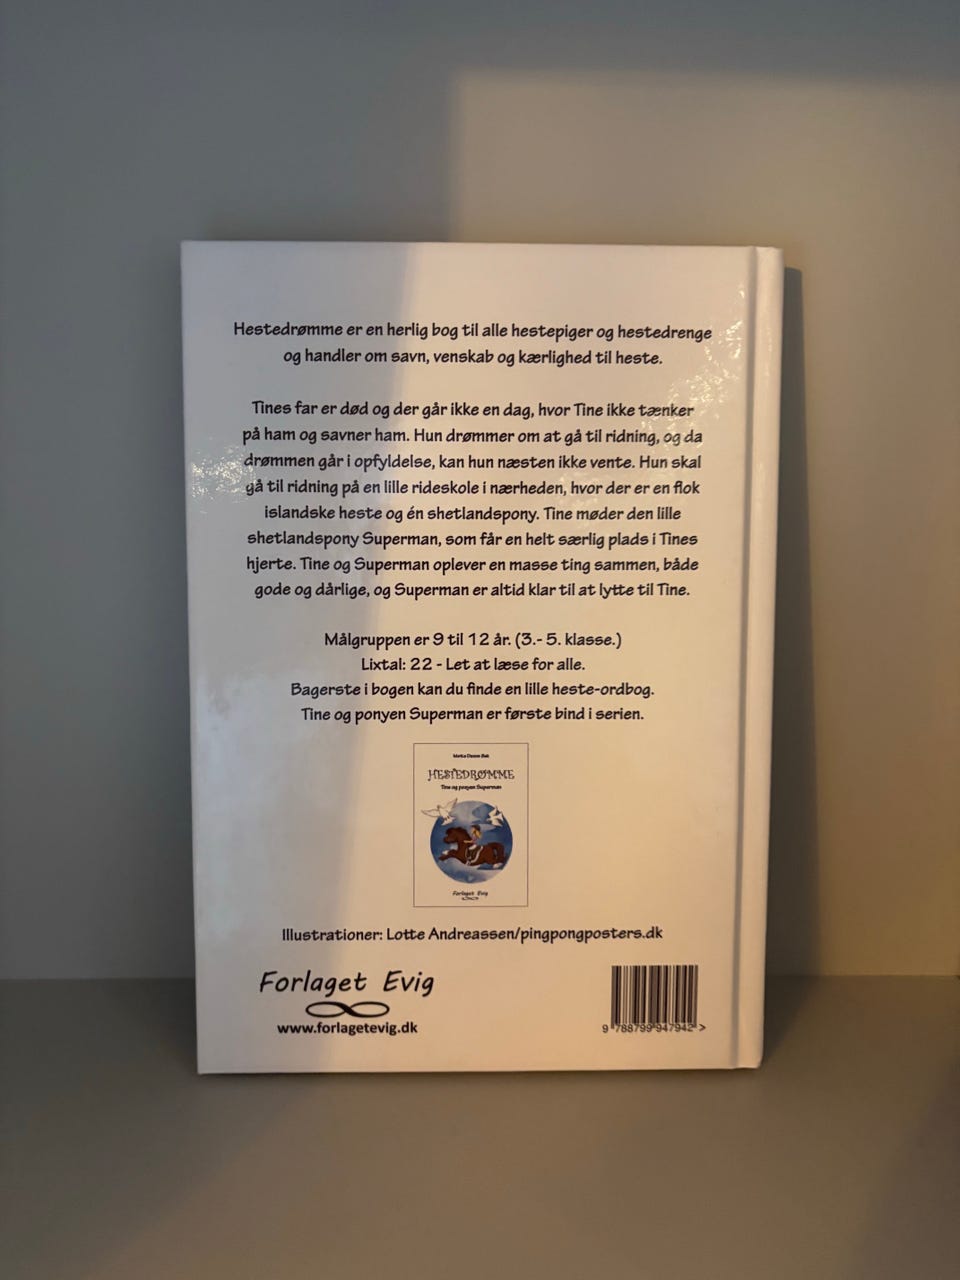 Hestedrømme er en herlig bog til alle hestepiger og hestedrenge
og handler om savn, venskab og kærlighed til heste.
Tines far er død og der går ikke en dag, hvor Tine ikke tænker
på ham og savner ham. Hun drømmer om at gå til ridning, og da
drømmen går i opfyldelse, kan hun næsten ikke vente. Hun skal
gå til ridning på en lille rideskole i nærheden, hvor der er en flok
islandske heste og én shetlandspony. Tine møder den lille
shetlandspony Superman, som får en helt særlig plads i Tines
hjerte. Tine og Superman oplever en masse ting sammen, både
gode og dårlige, og Superman er altid klar til at lytte til Tine.
Målgruppen er 9 til 12 år. (3.- 5. klasse.)
Lixtal: 22 - Let at læse for alle.
Bagerste i bogen kan du finde en lille heste-ordbog.
Tine og ponyen Superman er første bind i serien.
HESTEDRØMME
Tine og ponyen Superman
Forlaget Evig
Illustrationer: Lotte Andreassen/pingpongposters.dk
Forlaget Evig
www.forlagetevig.dk
9 788799 947942 >